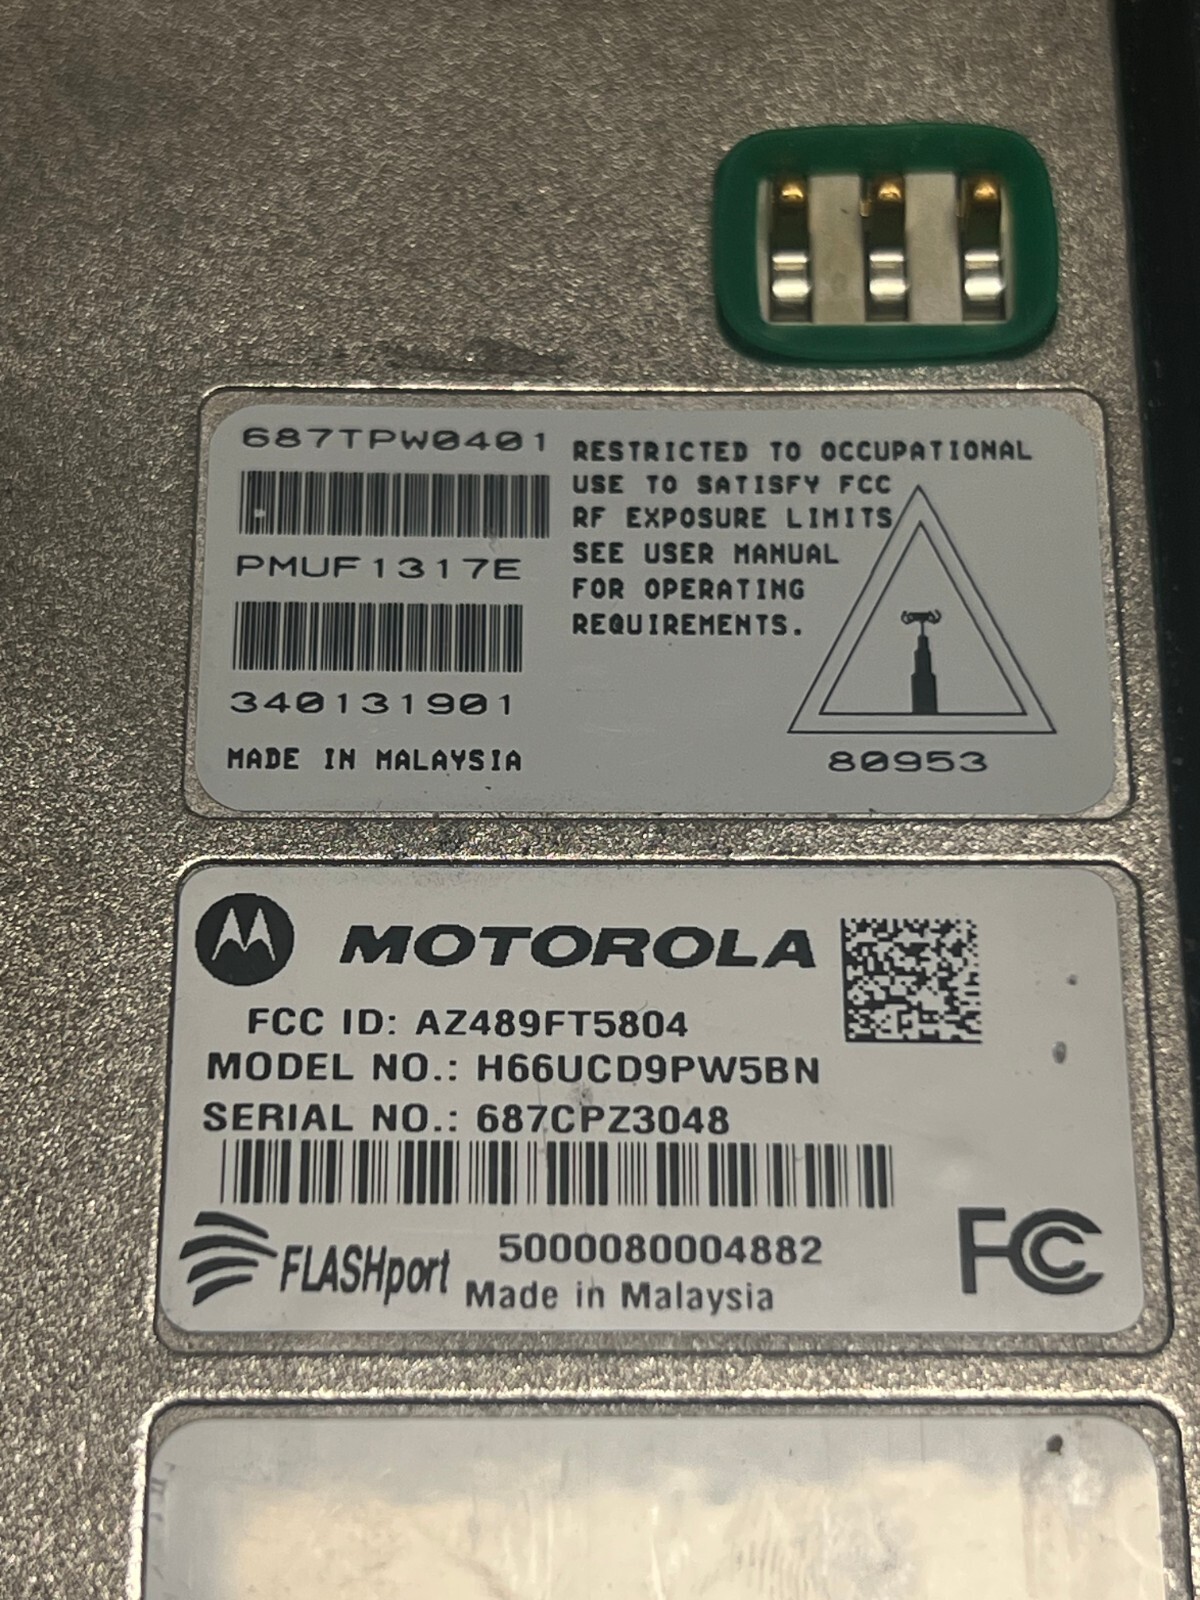 687TPW0401
PMUF1317E
340131901
MADE IN MALAYSIA
RESTRICTED TO OCCUPATIONAL
USE TO SATISFY FCC
RF EXPOSURE LIMITS
SEE USER MANUAL
FOR OPERATING
REQUIREMENTS.
80953
MOTOROLA
FCC ID: AZ489FT5804
MODEL NO.: H66UCD9PW5BN
SERIAL NO.: 687CPZ3048
FLASHport
5000080004882
Made in Malaysia
FC